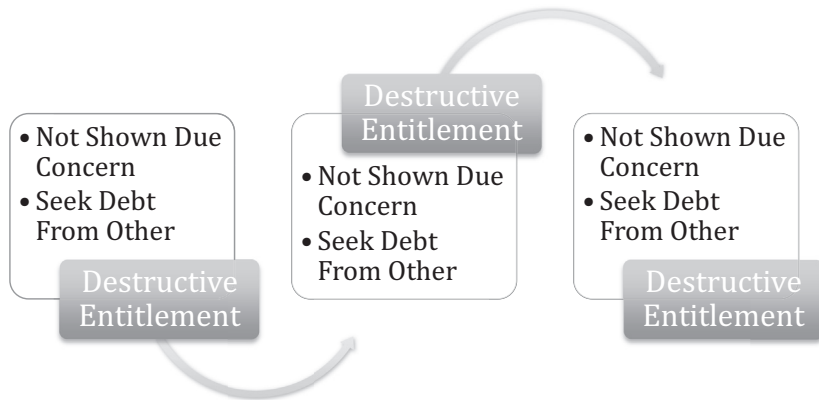 • Not Shown Due
Concern
• Seek Debt
From Other
Destructive
Entitlement
Destructive
Entitlement
• Not Shown Due
Concern
• Seek Debt
From Other
• Not Shown Due
Concern
• Seek Debt
From Other
Destructive
Entitlement